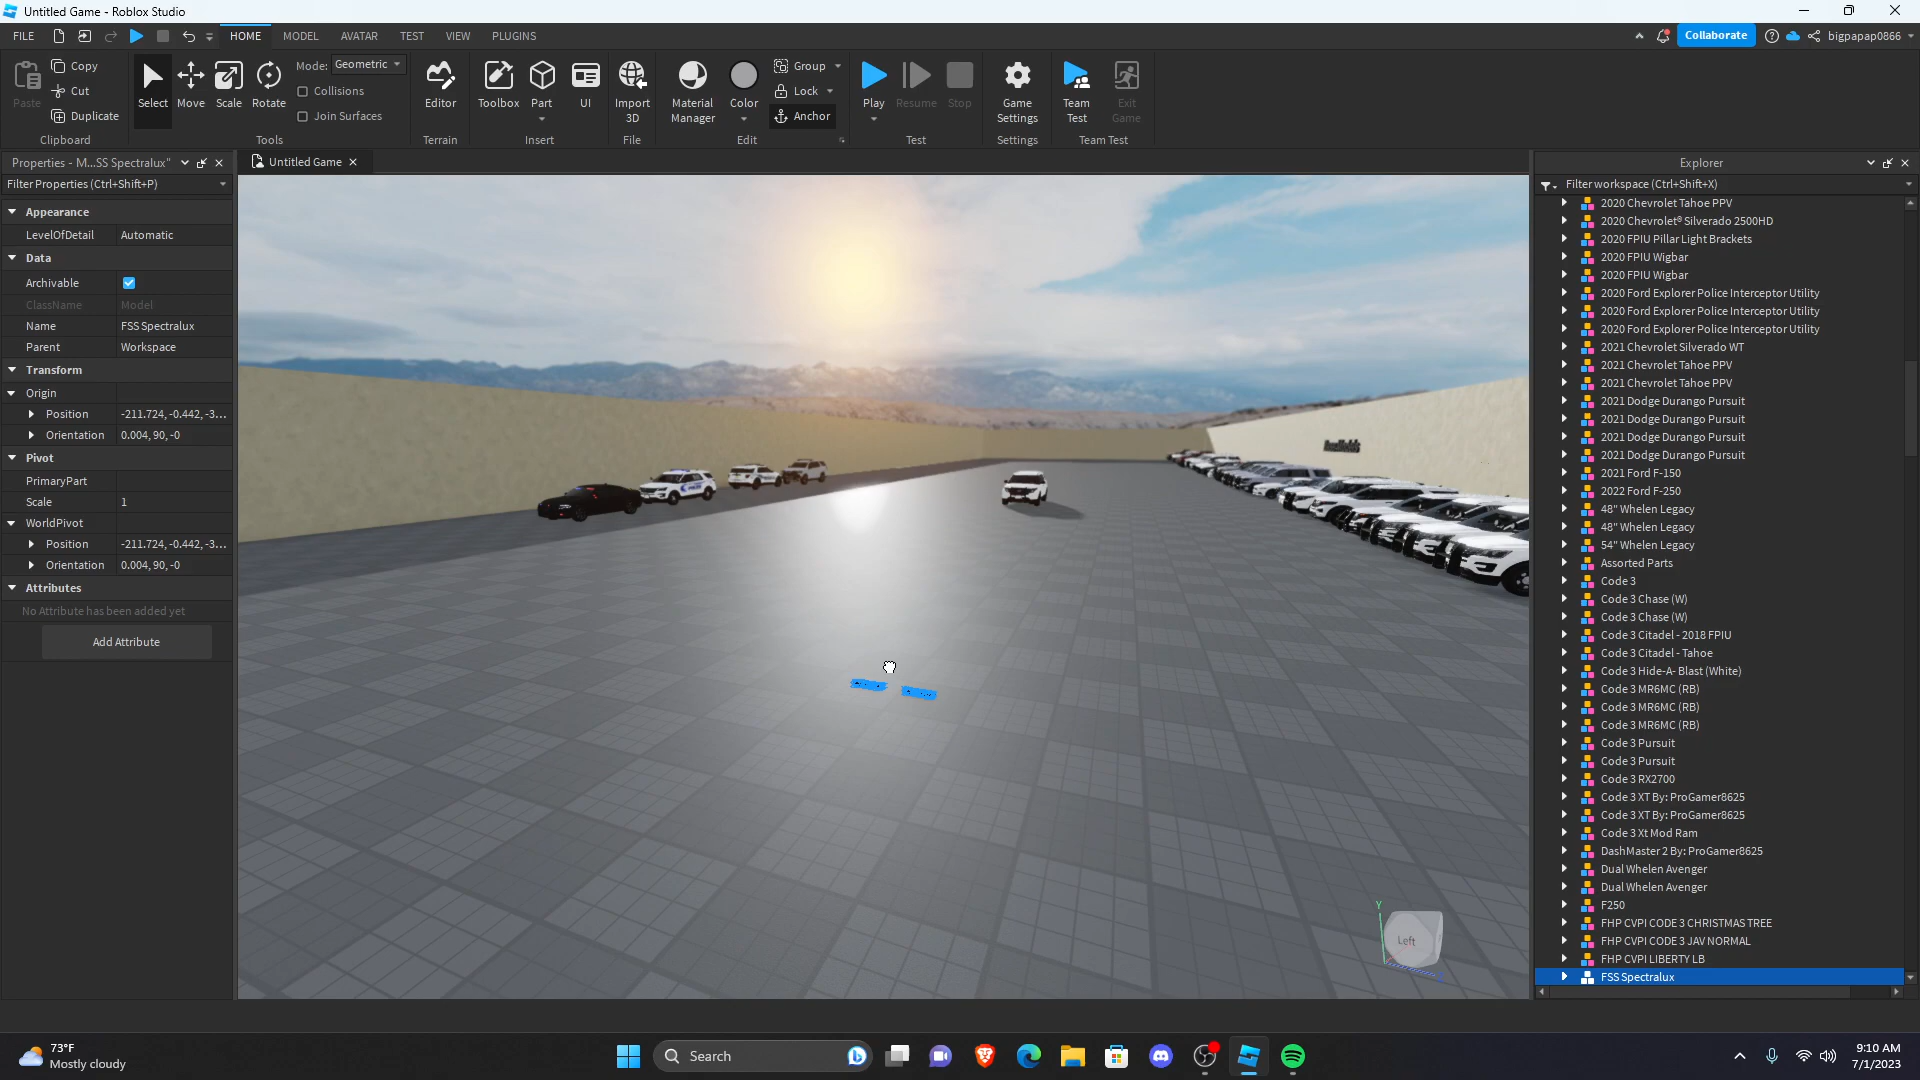 Untitled Game - Roblox Studio
FILE HOME MODEL AVATAR TEST VIEW PLUGINS Collaborate bigpapap0866
Paste Copy Cut Duplicate Clipboard
Select Move Scale Rotate Mode: Geometric Collisions Join Surfaces Tools
Editor Terrain
Toolbox Part UI Insert
Import 3D File
Material Manager Color Group Lock Anchor Edit
Play Resume Stop Test
Game Settings Settings
Team Test Exit Game Team Test
Properties - M...SS Spectralux"
Filter Properties (Ctrl+Shift+P)
Appearance
LevelOfDetail Automatic
Data
Archivable
ClassName Model
Name FSS Spectralux
Parent Workspace
Transform
Origin
Position -211.724, -0.442, -3...
Orientation 0.004, 90, -0
Pivot
PrimaryPart
Scale 1
WorldPivot
Position -211.724, -0.442, -3...
Orientation 0.004, 90, -0
Attributes
No Attribute has been added yet
Add Attribute
Untitled Game
Y
Left
Explorer
Filter workspace (Ctrl+Shift+X)
2020 Chevrolet Tahoe PPV
2020 Chevrolet® Silverado 2500HD
2020 FPIU Pillar Light Brackets
2020 FPIU Wigbar
2020 FPIU Wigbar
2020 Ford Explorer Police Interceptor Utility
2020 Ford Explorer Police Interceptor Utility
2020 Ford Explorer Police Interceptor Utility
2021 Chevrolet Silverado WT
2021 Chevrolet Tahoe PPV
2021 Chevrolet Tahoe PPV
2021 Dodge Durango Pursuit
2021 Dodge Durango Pursuit
2021 Dodge Durango Pursuit
2021 Dodge Durango Pursuit
2021 Ford F-150
2022 Ford F-250
48" Whelen Legacy
48" Whelen Legacy
54" Whelen Legacy
Assorted Parts
Code 3
Code 3 Chase (W)
Code 3 Chase (W)
Code 3 Citadel - 2018 FPIU
Code 3 Citadel - Tahoe
Code 3 Hide-A- Blast (White)
Code 3 MR6MC (RB)
Code 3 MR6MC (RB)
Code 3 MR6MC (RB)
Code 3 Pursuit
Code 3 Pursuit
Code 3 RX2700
Code 3 XT By: ProGamer8625
Code 3 XT By: ProGamer8625
Code 3 Xt Mod Ram
DashMaster 2 By: ProGamer8625
Dual Whelen Avenger
Dual Whelen Avenger
F250
FHP CVPI CODE 3 CHRISTMAS TREE
FHP CVPI CODE 3 JAV NORMAL
FHP CVPI LIBERTY LB
FSS Spectralux
73°F
Mostly cloudy
Search
9:10 AM
7/1/2023